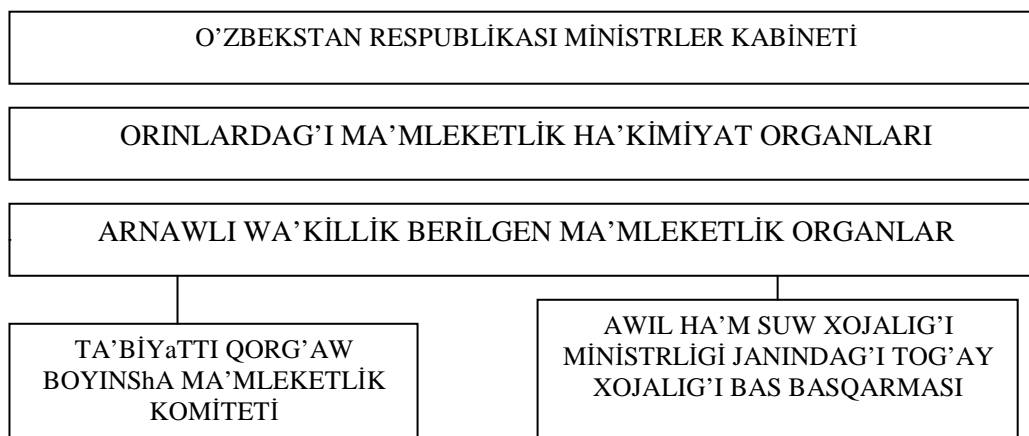 O’ZBEKSTAN RESPUBLİKASI MİNİSTRLER KABİNETİ
ORINLARDAG’I MA’MLEKETLİK HA’KİMİYAT ORGANLARI
ARNAWLI WA’KİLLİK BERİLGEN MA’MLEKETLİK ORGANLAR
TA’BİYaTTI QORG’AW
BOYINShA MA’MLEKETLİK
KOMİTETİ
AWIL HA’M SUW XOJALIG’I
MİNİSTRLİGİ JANINDAG’I TOG’AY
XOJALIG’I BAS BASQARMASI